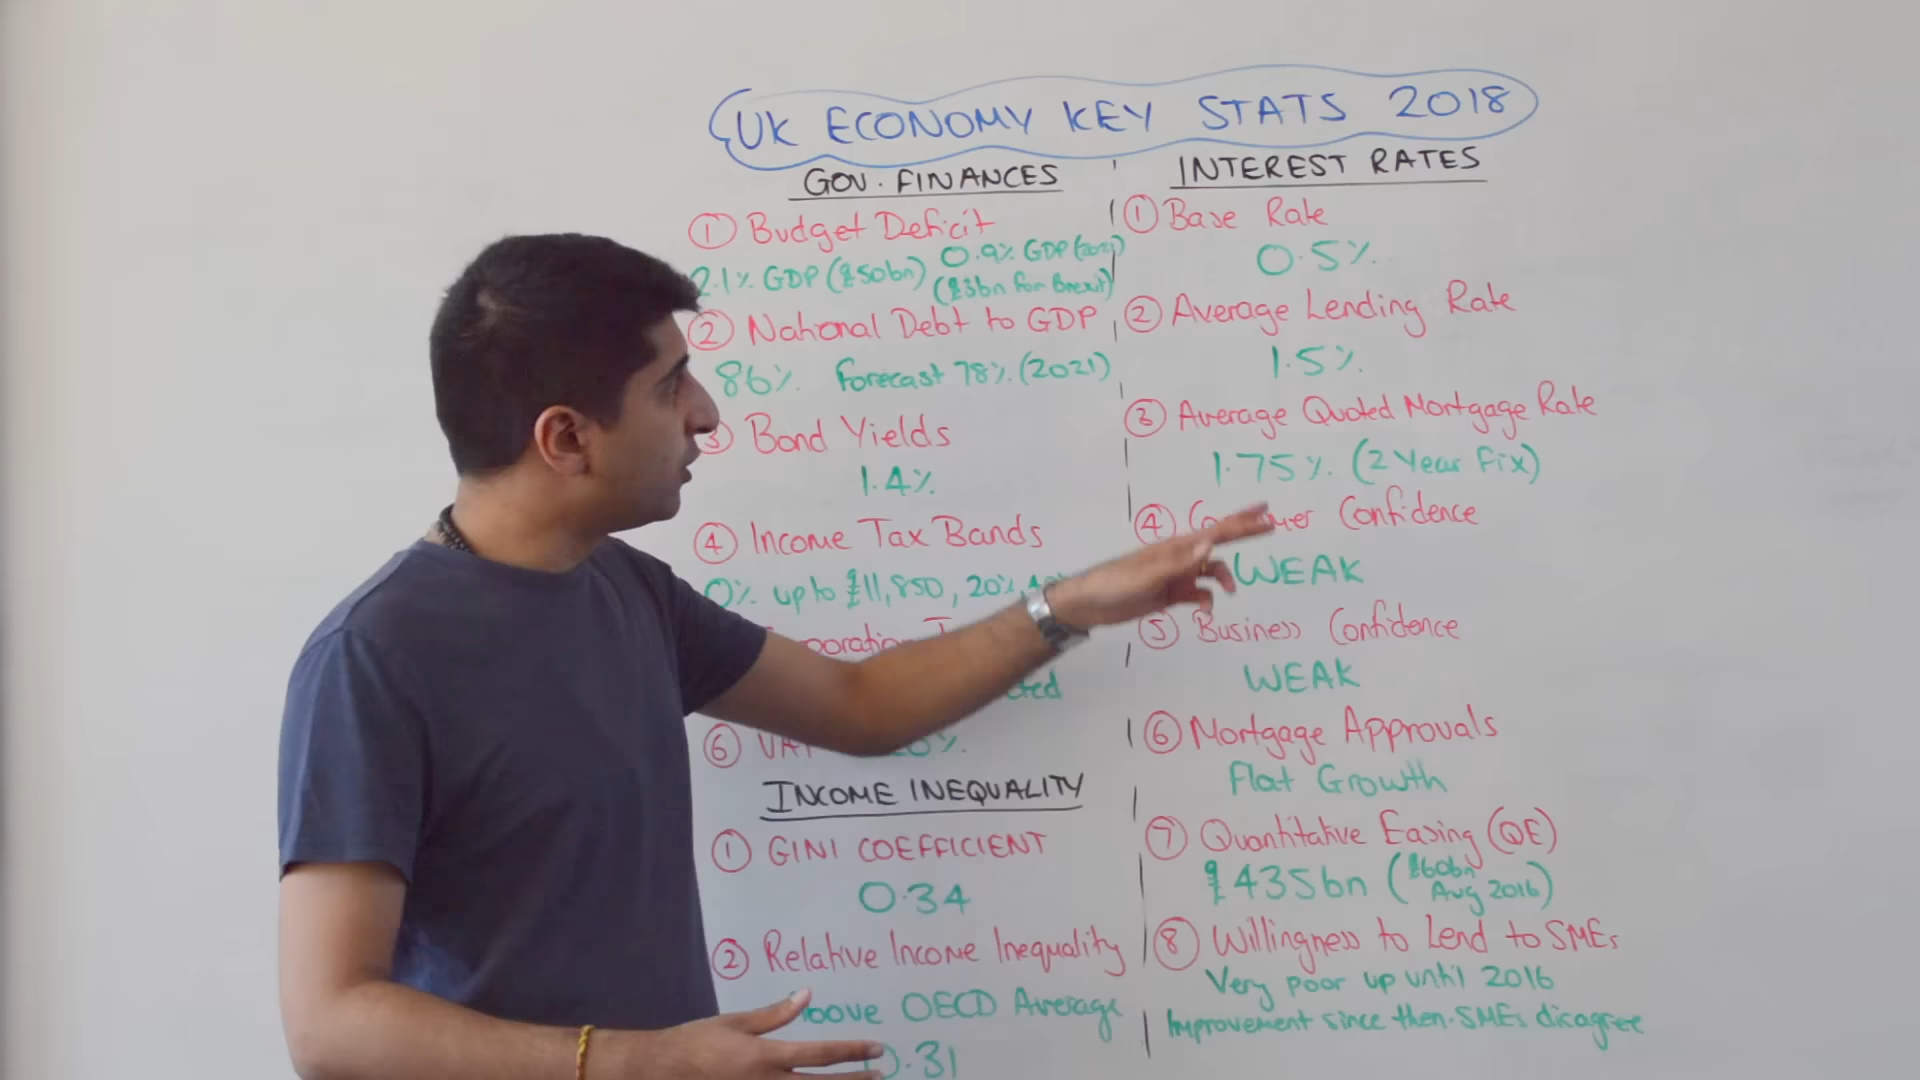 UK ECONOMY KEY STATS 2018
GOV. FINANCES
① Budget Deficit
2.1% GDP (£50bn)
0.9% GDP (2021)
(£3bn for Brexit)
② National Debt to GDP
86% Forecast 78% (2021)
③ Bond Yields
1.4%
④ Income Tax Bands
0% up to £11,850, 20%,
⑥ VAT
INCOME INEQUALITY
① GINI COEFFICIENT
0.34
② Relative Income Inequality
OECD Average
0.31
INTEREST RATES
① Base Rate
0.5%
② Average Lending Rate
1.5%
③ Average Quoted Mortgage Rate
1.75% (2 Year Fix)
④ Confidence
WEAK
⑤ Business Confidence
WEAK
⑥ Mortgage Approvals
Flat Growth
⑦ Quantitative Easing (QE)
£435bn (£60bn
Aug 2016)
⑧ Willingness to Lend to SMEs
Very poor up until 2016
Improvement since then. SMEs disagree